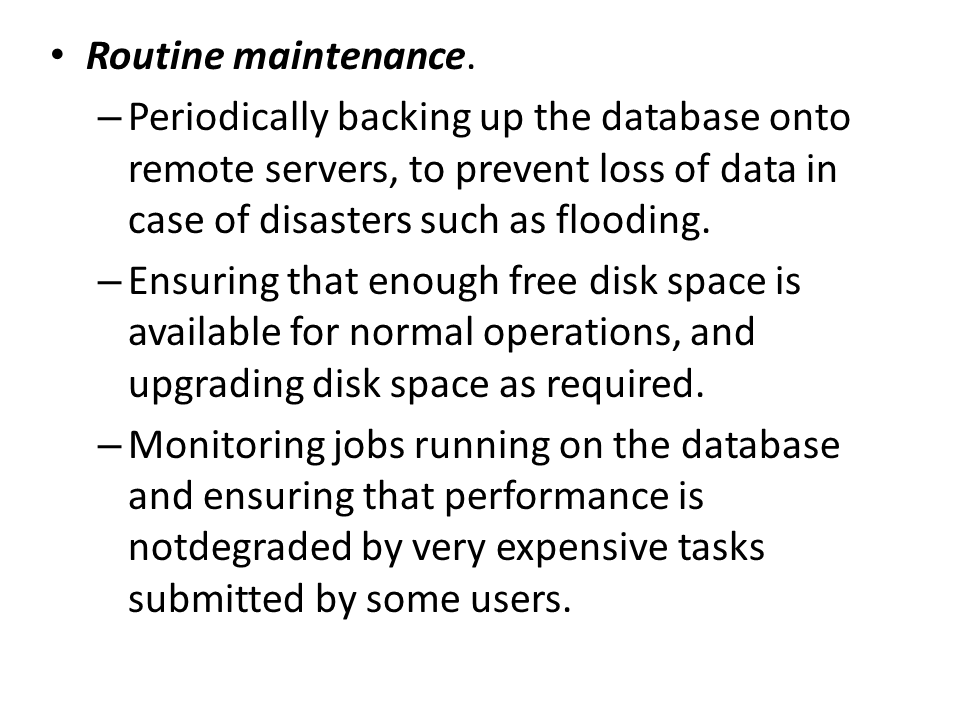 • Routine maintenance.
– Periodically backing up the database onto
remote servers, to prevent loss of data in
case of disasters such as flooding.
– Ensuring that enough free disk space is
available for normal operations, and
upgrading disk space as required.
– Monitoring jobs running on the database
and ensuring that performance is
notdegraded by very expensive tasks
submitted by some users.